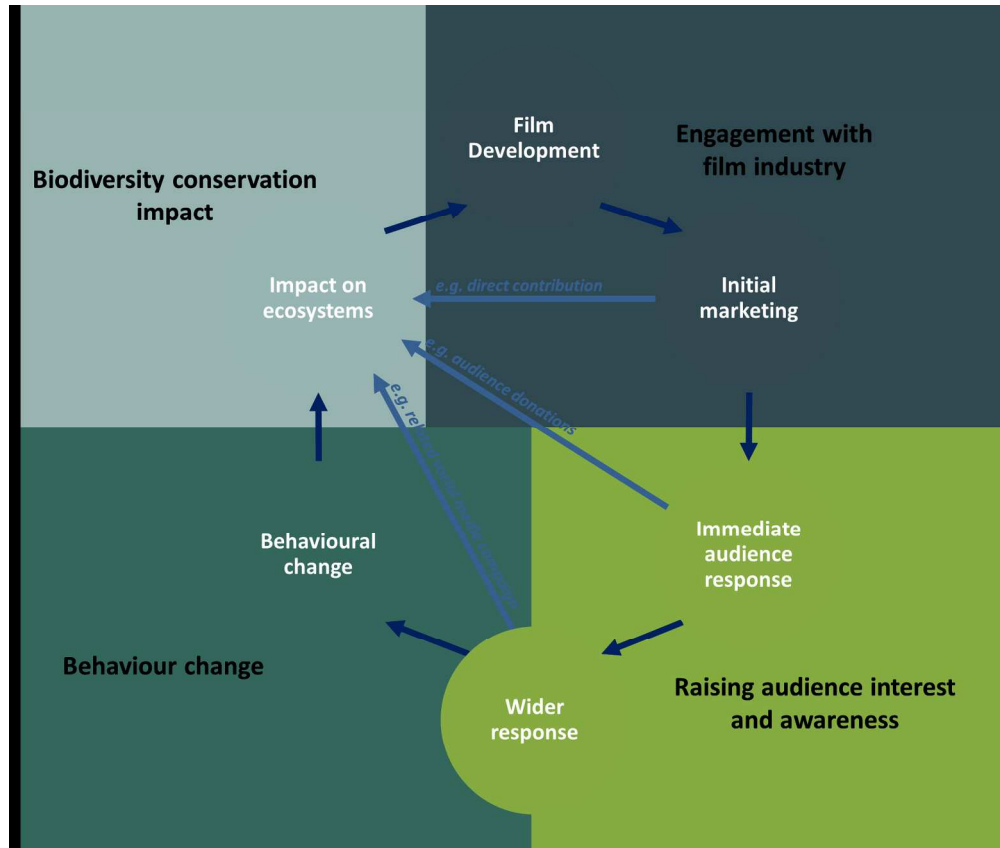 Film
Development
Engagement with
film industry
Biodiversity conservation
impact
Impact on
ecosystems
e.g. direct contribution
Initial
marketing
e.g. audience donations
e.g.
Behavioural
change
Immediate
audience
response
Behaviour change
Wider
response
Raising audience interest
and awareness